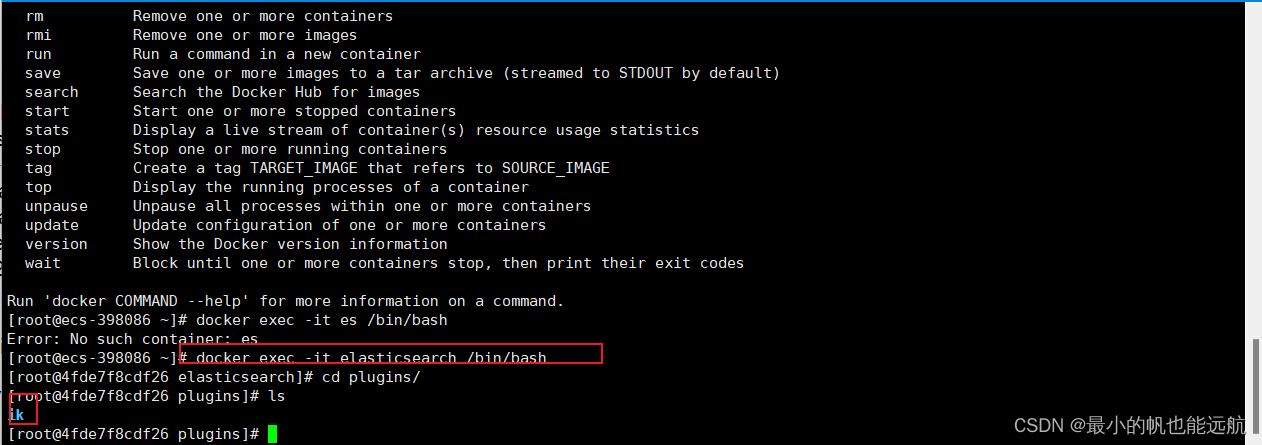 rm Remove one or more containers
rmi Remove one or more images
run Run a command in a new container
save Save one or more images to a tar archive (streamed to STDOUT by default)
search Search the Docker Hub for images
start Start one or more stopped containers
stats Display a live stream of container(s) resource usage statistics
stop Stop one or more running containers
tag Create a tag TARGET_IMAGE that refers to SOURCE_IMAGE
top Display the running processes of a container
unpause Unpause all processes within one or more containers
update Update configuration of one or more containers
version Show the Docker version information
wait Block until one or more containers stop, then print their exit codes
Run 'docker COMMAND --help' for more information on a command.
[root@ecs-398086 ~]# docker exec -it es /bin/bash
Error: No such container: es
[root@ecs-398086 ~]# docker exec -it elasticsearch /bin/bash
[root@4fde7f8cdf26 elasticsearch]# cd plugins/
[root@4fde7f8cdf26 plugins]# ls
ik
[root@4fde7f8cdf26 plugins]#
CSDN @最小的帆也能远航